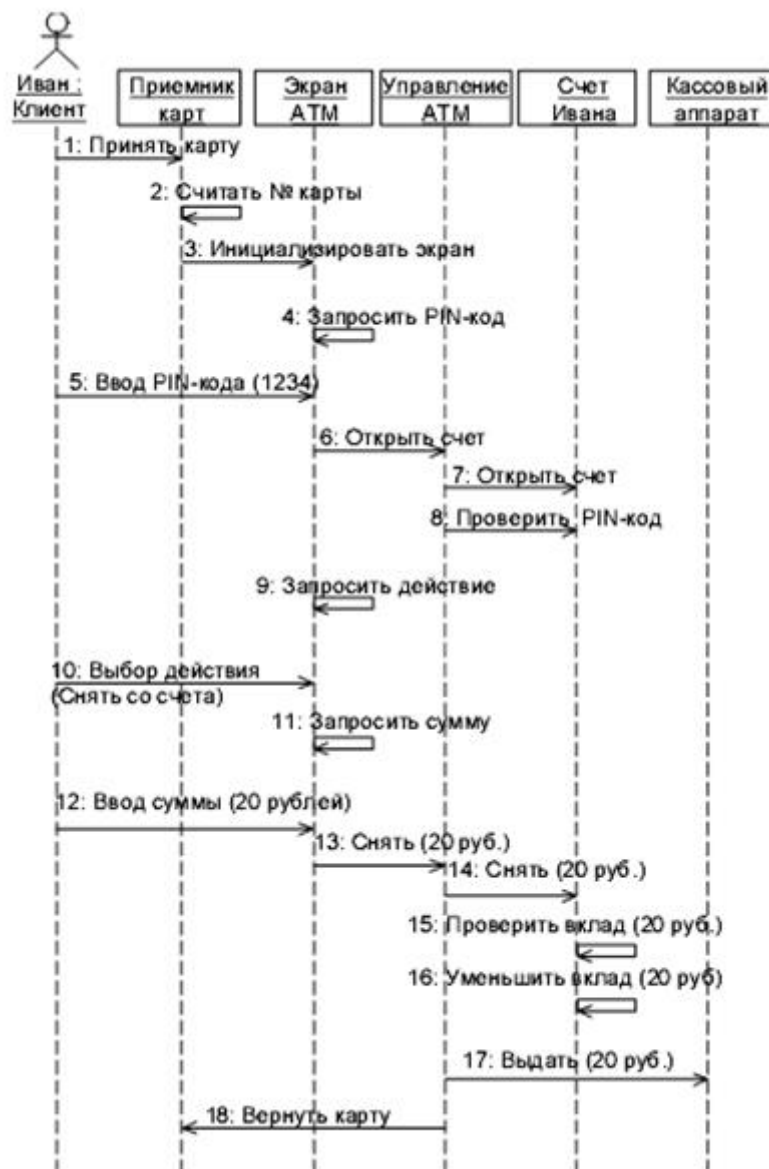 Иван :
Клиент
Приемник
карт
Экран
АТМ
Управление
АТМ
Счет
Ивана
Кассовый
аппарат
1: Принять карту
2: Считать № карты
3: Инициализировать экран
4: Запросить PIN-код
5: Ввод PIN-кода (1234)
6: Открыть счет
7: Открыть счет
8: Проверить PIN-код
9: Запросить действие
10: Выбор действия
(Снять со счета)
11: Запросить сумму
12: Ввод суммы (20 рублей)
13: Снять (20 руб.)
14: Снять (20 руб.)
15: Проверить вклад (20 руб.)
16: Уменьшить вклад (20 руб)
17: Выдать (20 руб.)
18: Вернуть карту